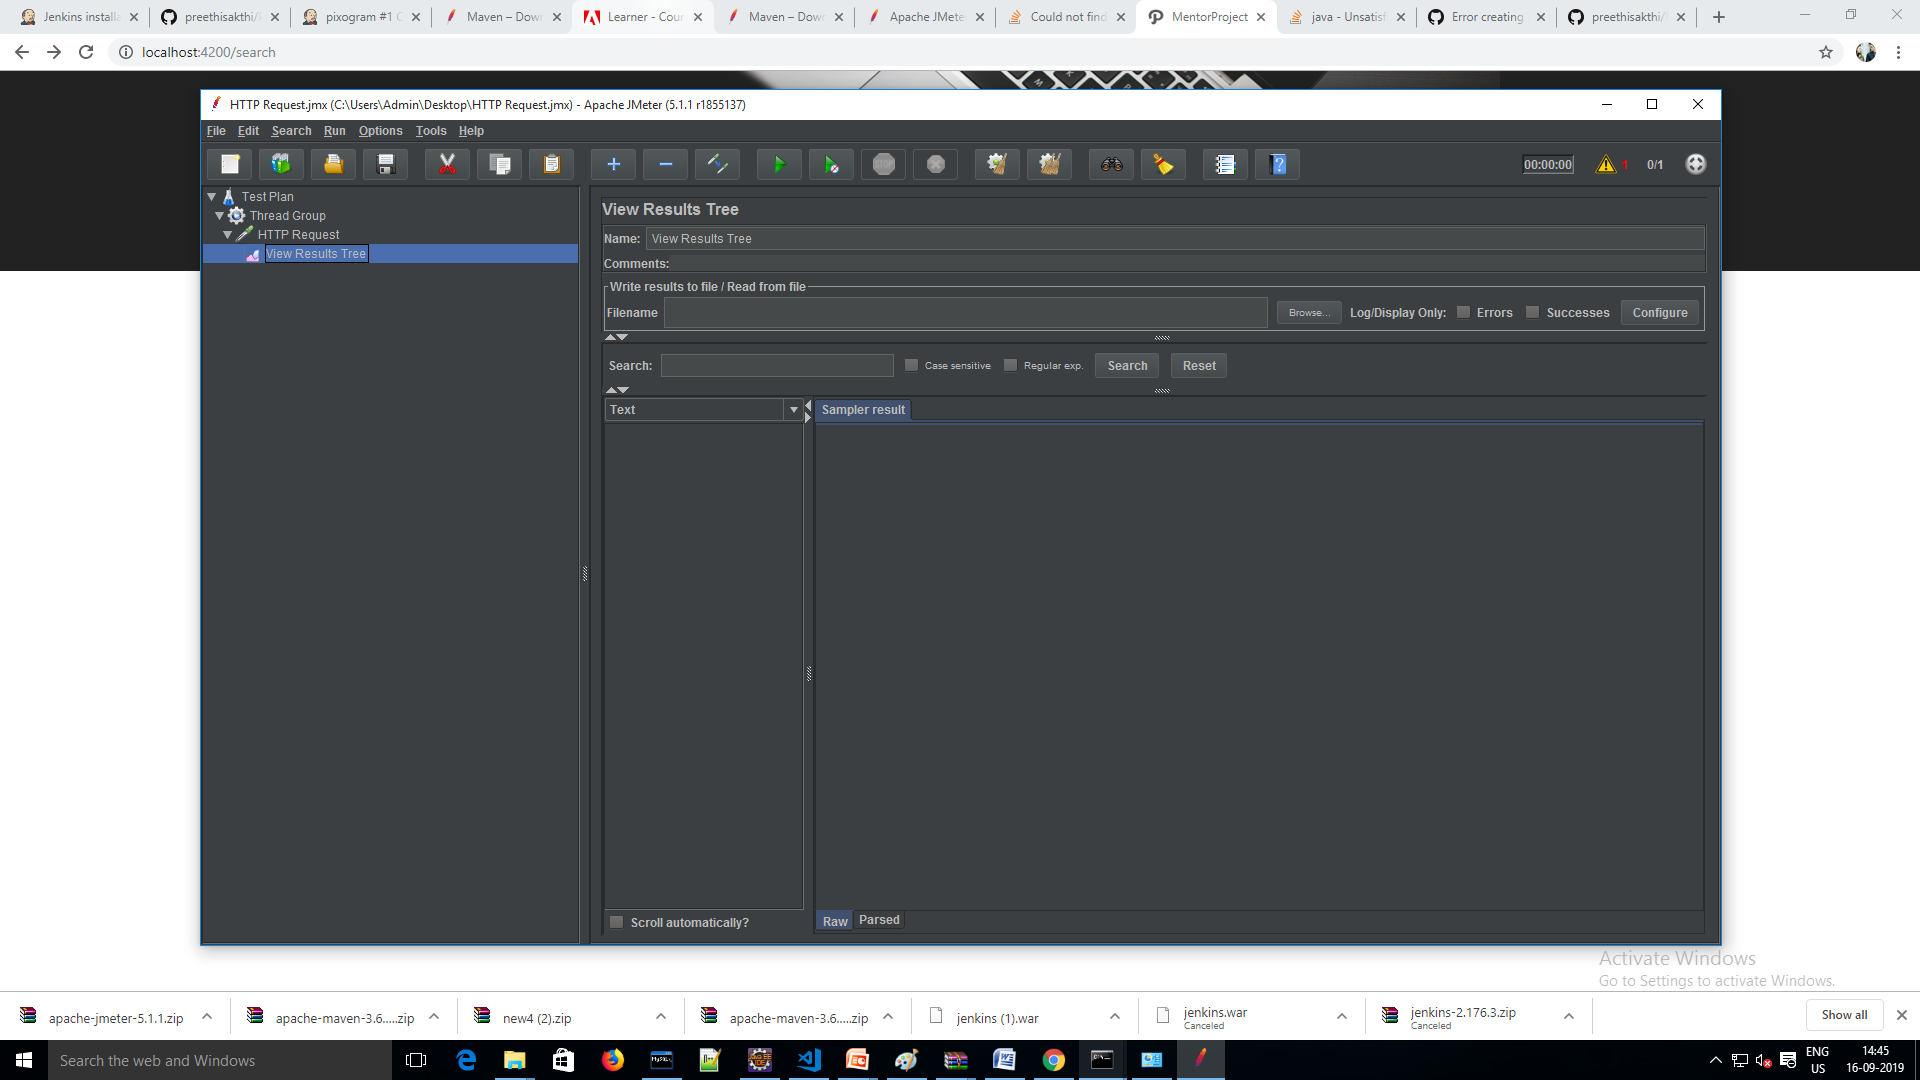 Jenkins installa
preethisakthi/
pixogram #1 C
Maven – Dow
Learner - Cour
Maven – Dow
Apache JMete
Could not find
MentorProject
java - Unsatisf
Error creating
preethisakthi/
localhost:4200/search
HTTP Request.jmx (C:\Users\Admin\Desktop\HTTP Request.jmx) - Apache JMeter (5.1.1 r1855137)
File Edit Search Run Options Tools Help
STOP
00:00:00 1 0/1
Test Plan
Thread Group
HTTP Request
View Results Tree
View Results Tree
Name: View Results Tree
Comments:
Write results to file / Read from file
Filename Browse... Log/Display Only: Errors Successes Configure
Search: Case sensitive Regular exp. Search Reset
Text
Sampler result
Scroll automatically?
Raw Parsed
Activate Windows
Go to Settings to activate Windows.
apache-jmeter-5.1.1.zip
apache-maven-3.6.....zip
new4 (2).zip
apache-maven-3.6.....zip
jenkins (1).war
jenkins.war
Canceled
jenkins-2.176.3.zip
Canceled
Show all
Search the web and Windows
ENG
US
14:45
16-09-2019